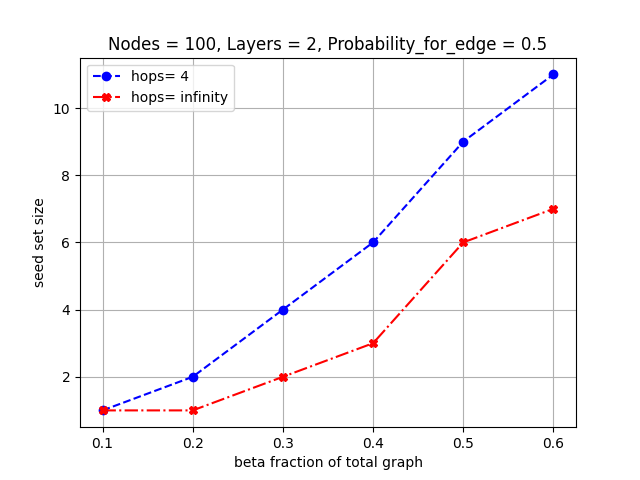 Nodes = 100, Layers = 2, Probability_for_edge = 0.5
hops= 4
hops= infinity
seed set size
10
8
6
4
2
0.1 0.2 0.3 0.4 0.5 0.6
beta fraction of total graph